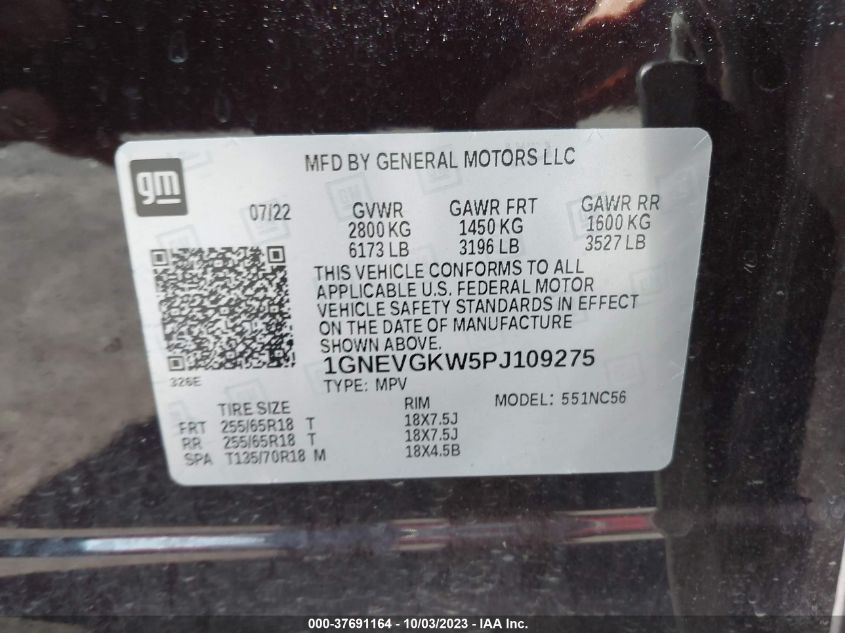 gm
MFD BY GENERAL MOTORS LLC
07/22
GVWR
2800 KG
6173 LB
GAWR FRT
1450 KG
3196 LB
GAWR RR
1600 KG
3527 LB
THIS VEHICLE CONFORMS TO ALL
APPLICABLE U.S. FEDERAL MOTOR
VEHICLE SAFETY STANDARDS IN EFFECT
ON THE DATE OF MANUFACTURE
SHOWN ABOVE.
326E
1GNEVGKW5PJ109275
TYPE: MPV
MODEL: 551NC56
TIRE SIZE RIM
FRT 255/65R18 T 18X7.5J
RR 255/65R18 T 18X7.5J
SPA T135/70R18 M 18X4.5B
000-37691164 - 10/03/2023 - IAA Inc.